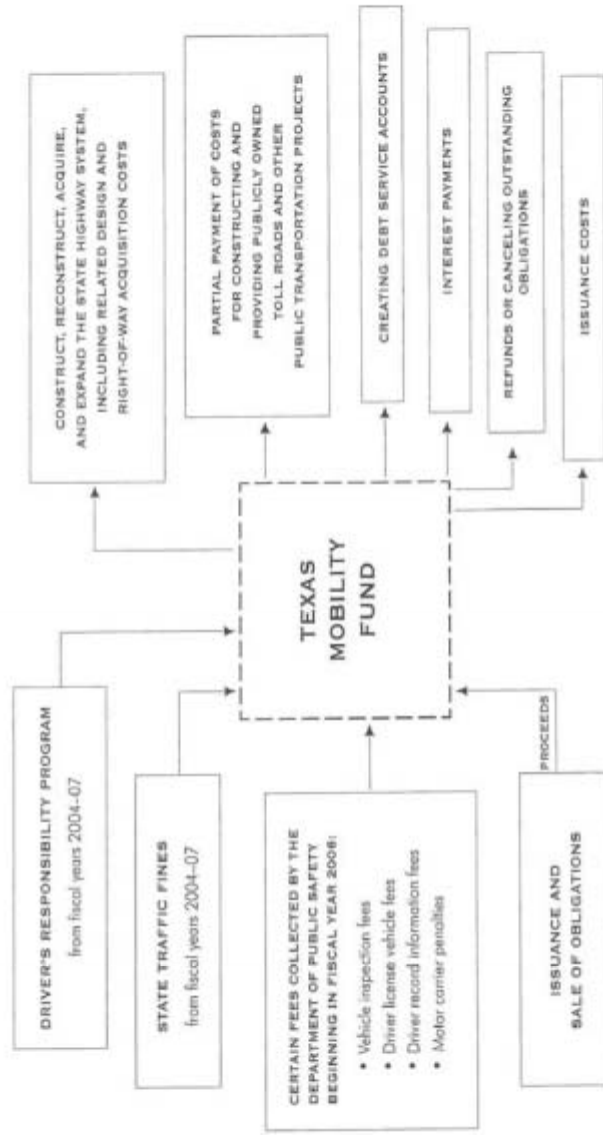 DRIVER'S RESPONSIBILITY PROGRAM
from fiscal years 2004–07
STATE TRAFFIC FINES
from fiscal years 2004–07
CERTAIN FEES COLLECTED BY THE
DEPARTMENT OF PUBLIC SAFETY
BEGINNING IN FISCAL YEAR 2008:
• Vehicle inspection fees
• Driver license vehicle fees
• Driver record information fees
• Motor carrier penalties
ISSUANCE AND
SALE OF OBLIGATIONS
PROCEEDS
TEXAS
MOBILITY
FUND
CONSTRUCT, RECONSTRUCT, ACQUIRE,
AND EXPAND THE STATE HIGHWAY SYSTEM,
INCLUDING RELATED DESIGN AND
RIGHT-OF-WAY ACQUISITION COSTS
PARTIAL PAYMENT OF COSTS
FOR CONSTRUCTING AND
PROVIDING PUBLICLY OWNED
TOLL ROADS AND OTHER
PUBLIC TRANSPORTATION PROJECTS
CREATING DEBT SERVICE ACCOUNTS
INTEREST PAYMENTS
REFUNDS OR CANCELING OUTSTANDING
OBLIGATIONS
ISSUANCE COSTS